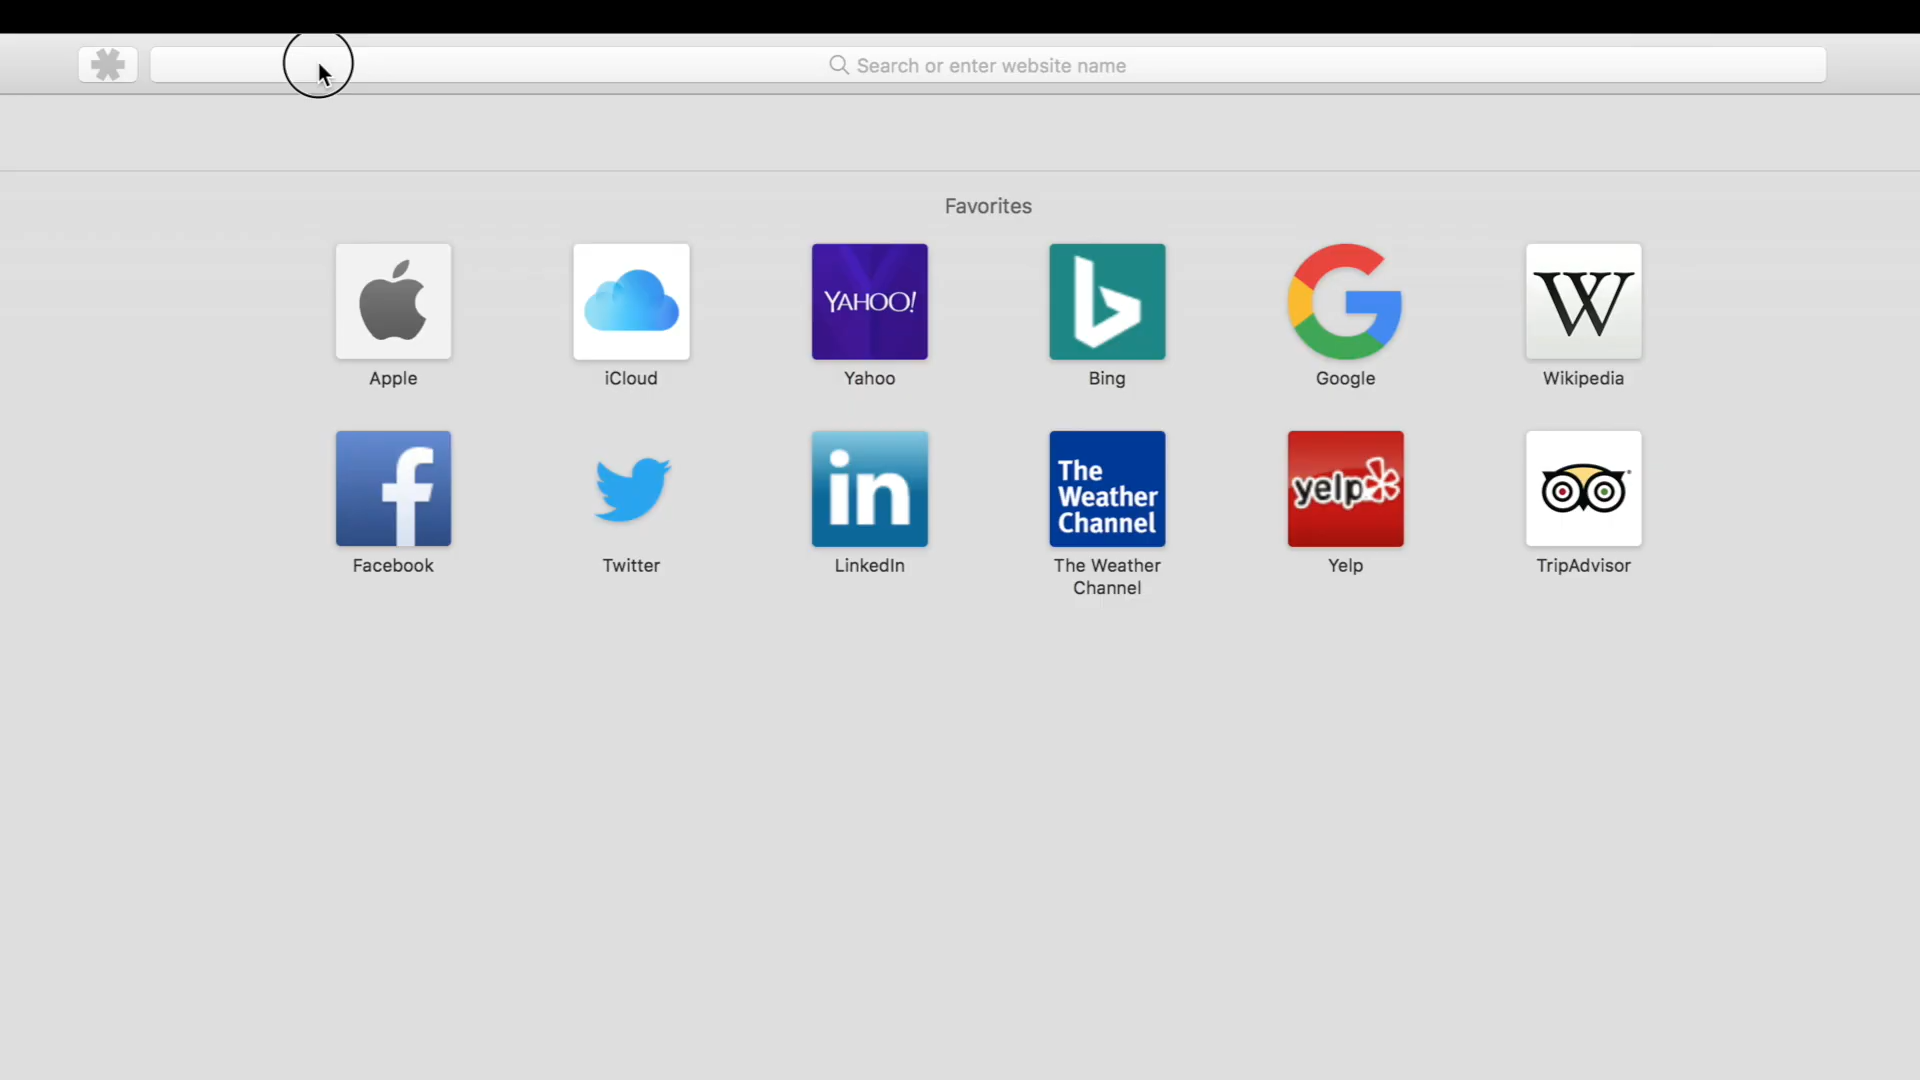 Search or enter website name
Favorites
YAHOO!
Apple
iCloud
Yahoo
Bing
Google
W
Wikipedia
f
in
The
Weather
Channel
yelp
Facebook
Twitter
LinkedIn
The Weather
Channel
Yelp
TripAdvisor